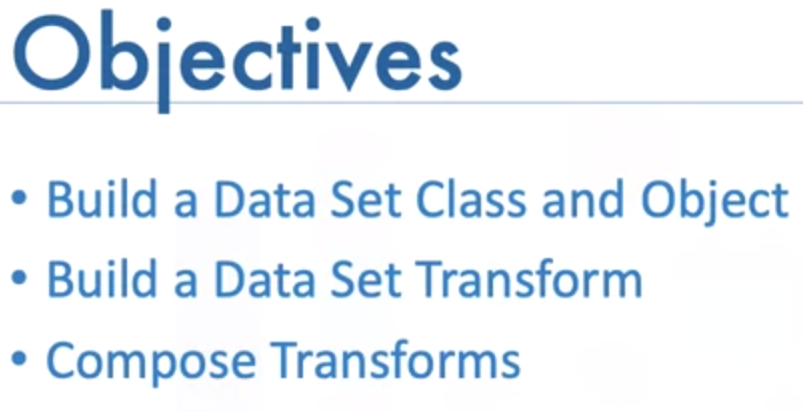 Objectives
• Build a Data Set Class and Object
• Build a Data Set Transform
• Compose Transforms